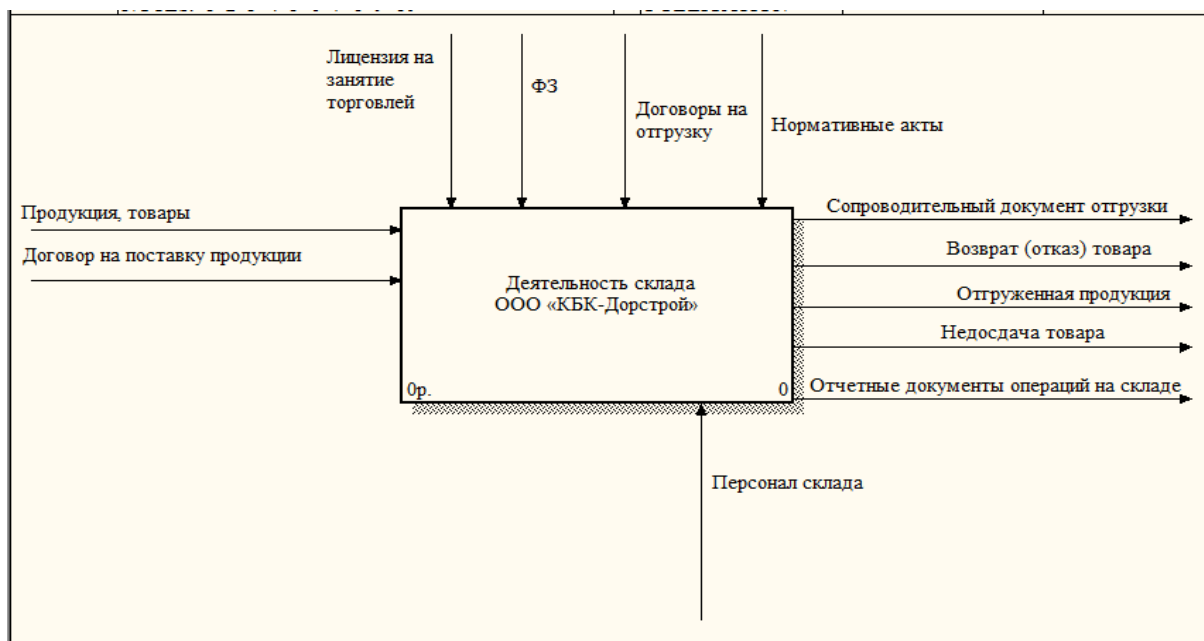 Лицензия на
занятие
торговлей
ФЗ
Договоры на
отгрузку
Нормативные акты
Продукция, товары
Договор на поставку продукции
Деятельность склада
ООО «КБК-Дорстрой»
0р.
0
Сопроводительный документ отгрузки
Возврат (отказ) товара
Отгруженная продукция
Недосдача товара
Отчетные документы операций на складе
Персонал склада